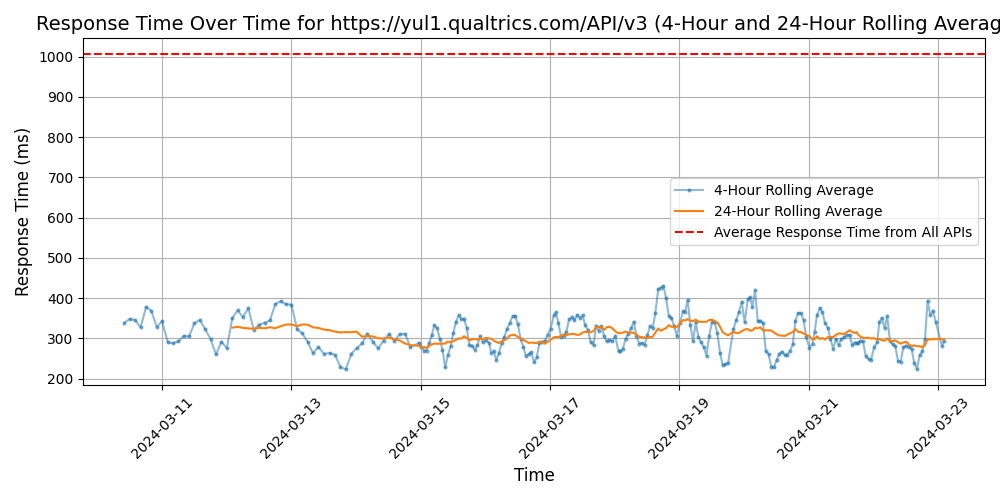 Response Time Over Time for https://yul1.qualtrics.com/API/v3 (4-Hour and 24-Hour Rolling Averag
Response Time (ms)
1000
900
800
700
600
500
400
300
200
4-Hour Rolling Average
24-Hour Rolling Average
Average Response Time from All APIs
2024-03-11
2024-03-13
2024-03-15
2024-03-17
2024-03-19
2024-03-21
2024-03-23
Time